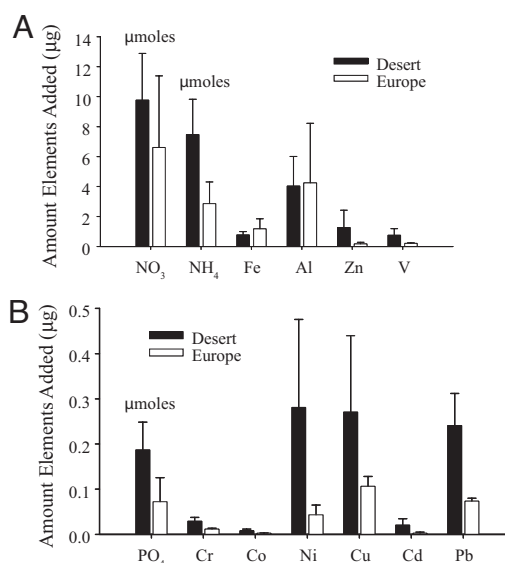 A
Amount Elements Added (µg)
14
12
10
8
6
4
2
0
µmoles
µmoles
Desert
Europe
NO₃ NH₄ Fe Al Zn V
B
Amount Elements Added (µg)
0.5
0.4
0.3
0.2
0.1
0.0
Desert
Europe
µmoles
PO₄ Cr Co Ni Cu Cd Pb